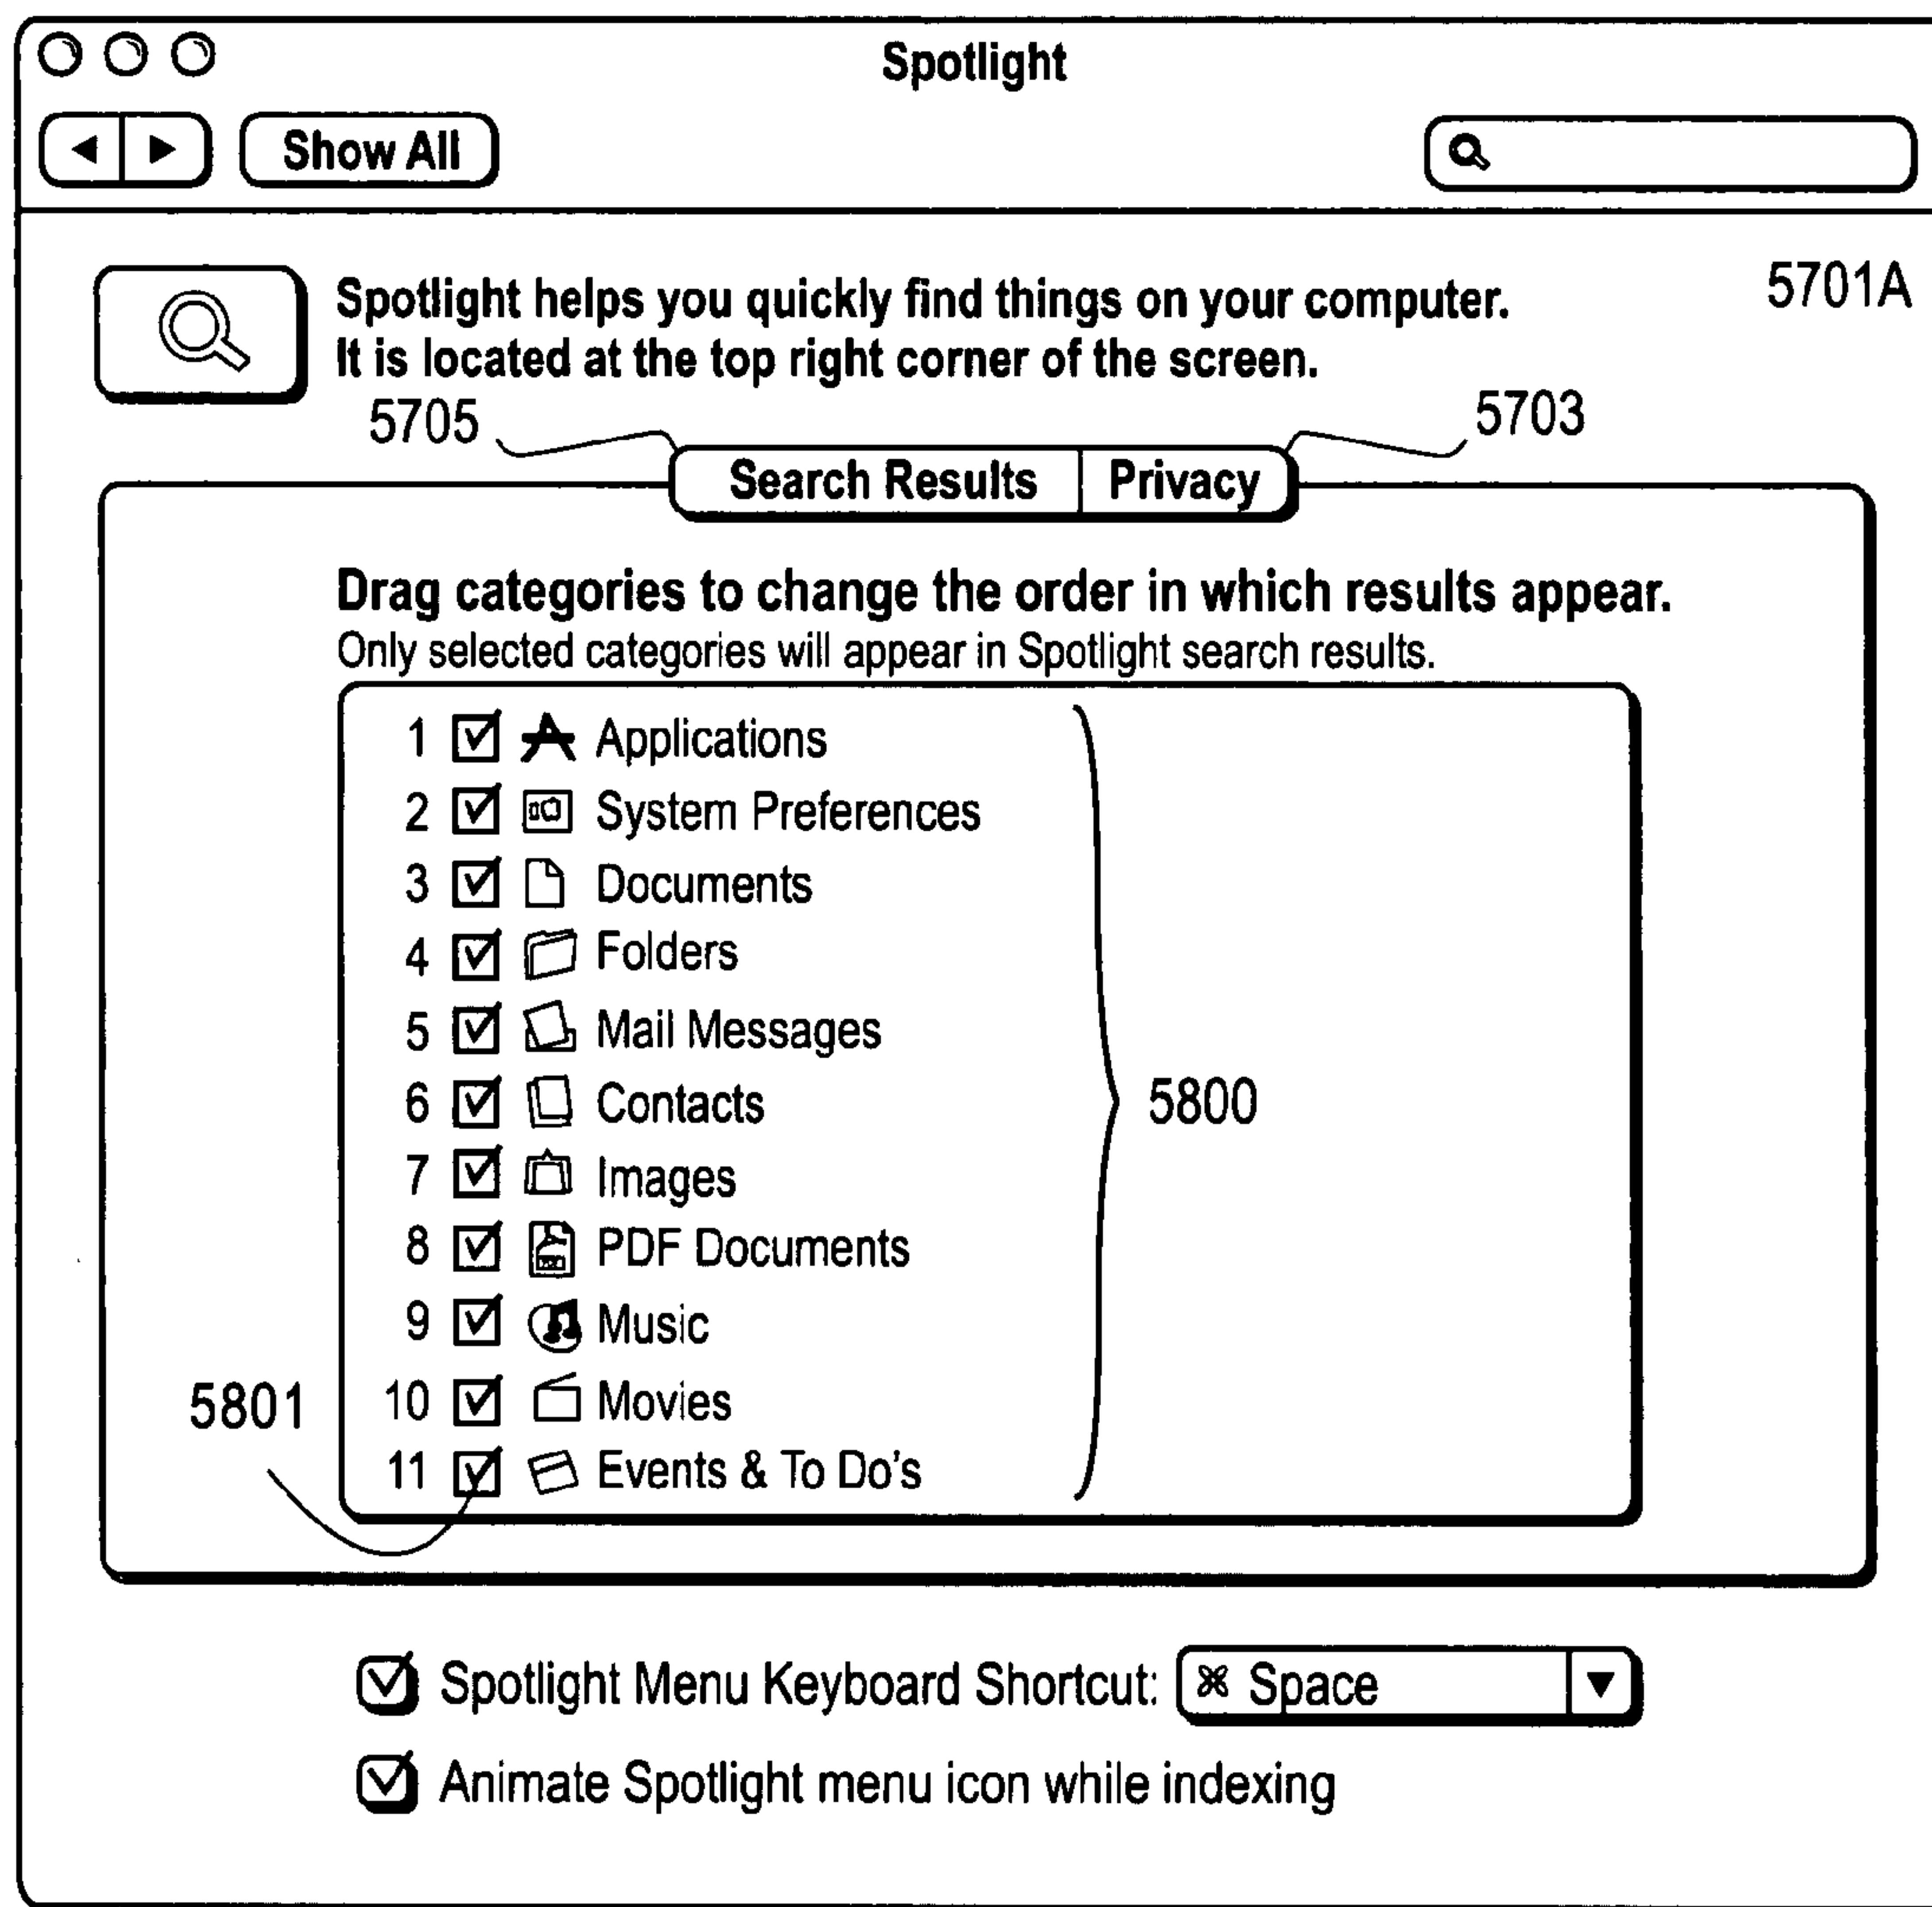 Spotlight
Show All
Spotlight helps you quickly find things on your computer.
It is located at the top right corner of the screen.
5701A
5705
5703
Search Results Privacy
Drag categories to change the order in which results appear.
Only selected categories will appear in Spotlight search results.
1 Applications
2 System Preferences
3 Documents
4 Folders
5 Mail Messages
6 Contacts
7 Images
8 PDF Documents
9 Music
10 Movies
11 Events & To Do's
5800
5801
Spotlight Menu Keyboard Shortcut: ⌘ Space
Animate Spotlight menu icon while indexing